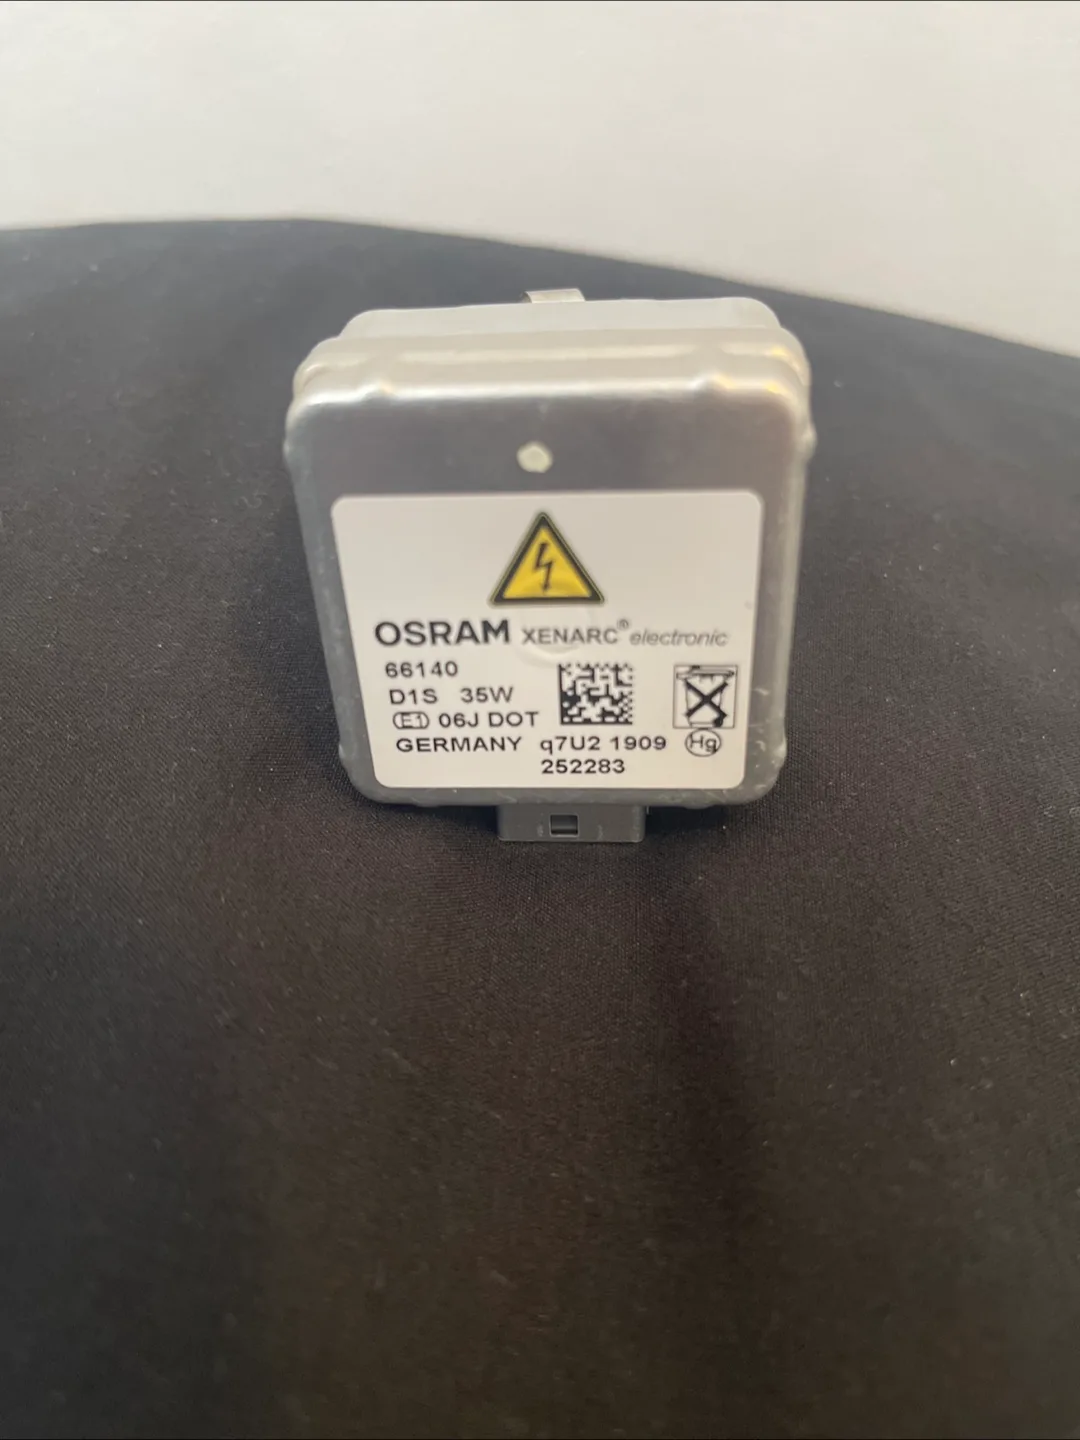 OSRAM XENARC® electronic
66140
D1S 35W
E1 06J DOT
GERMANY q7U2 1909 Hg
252283